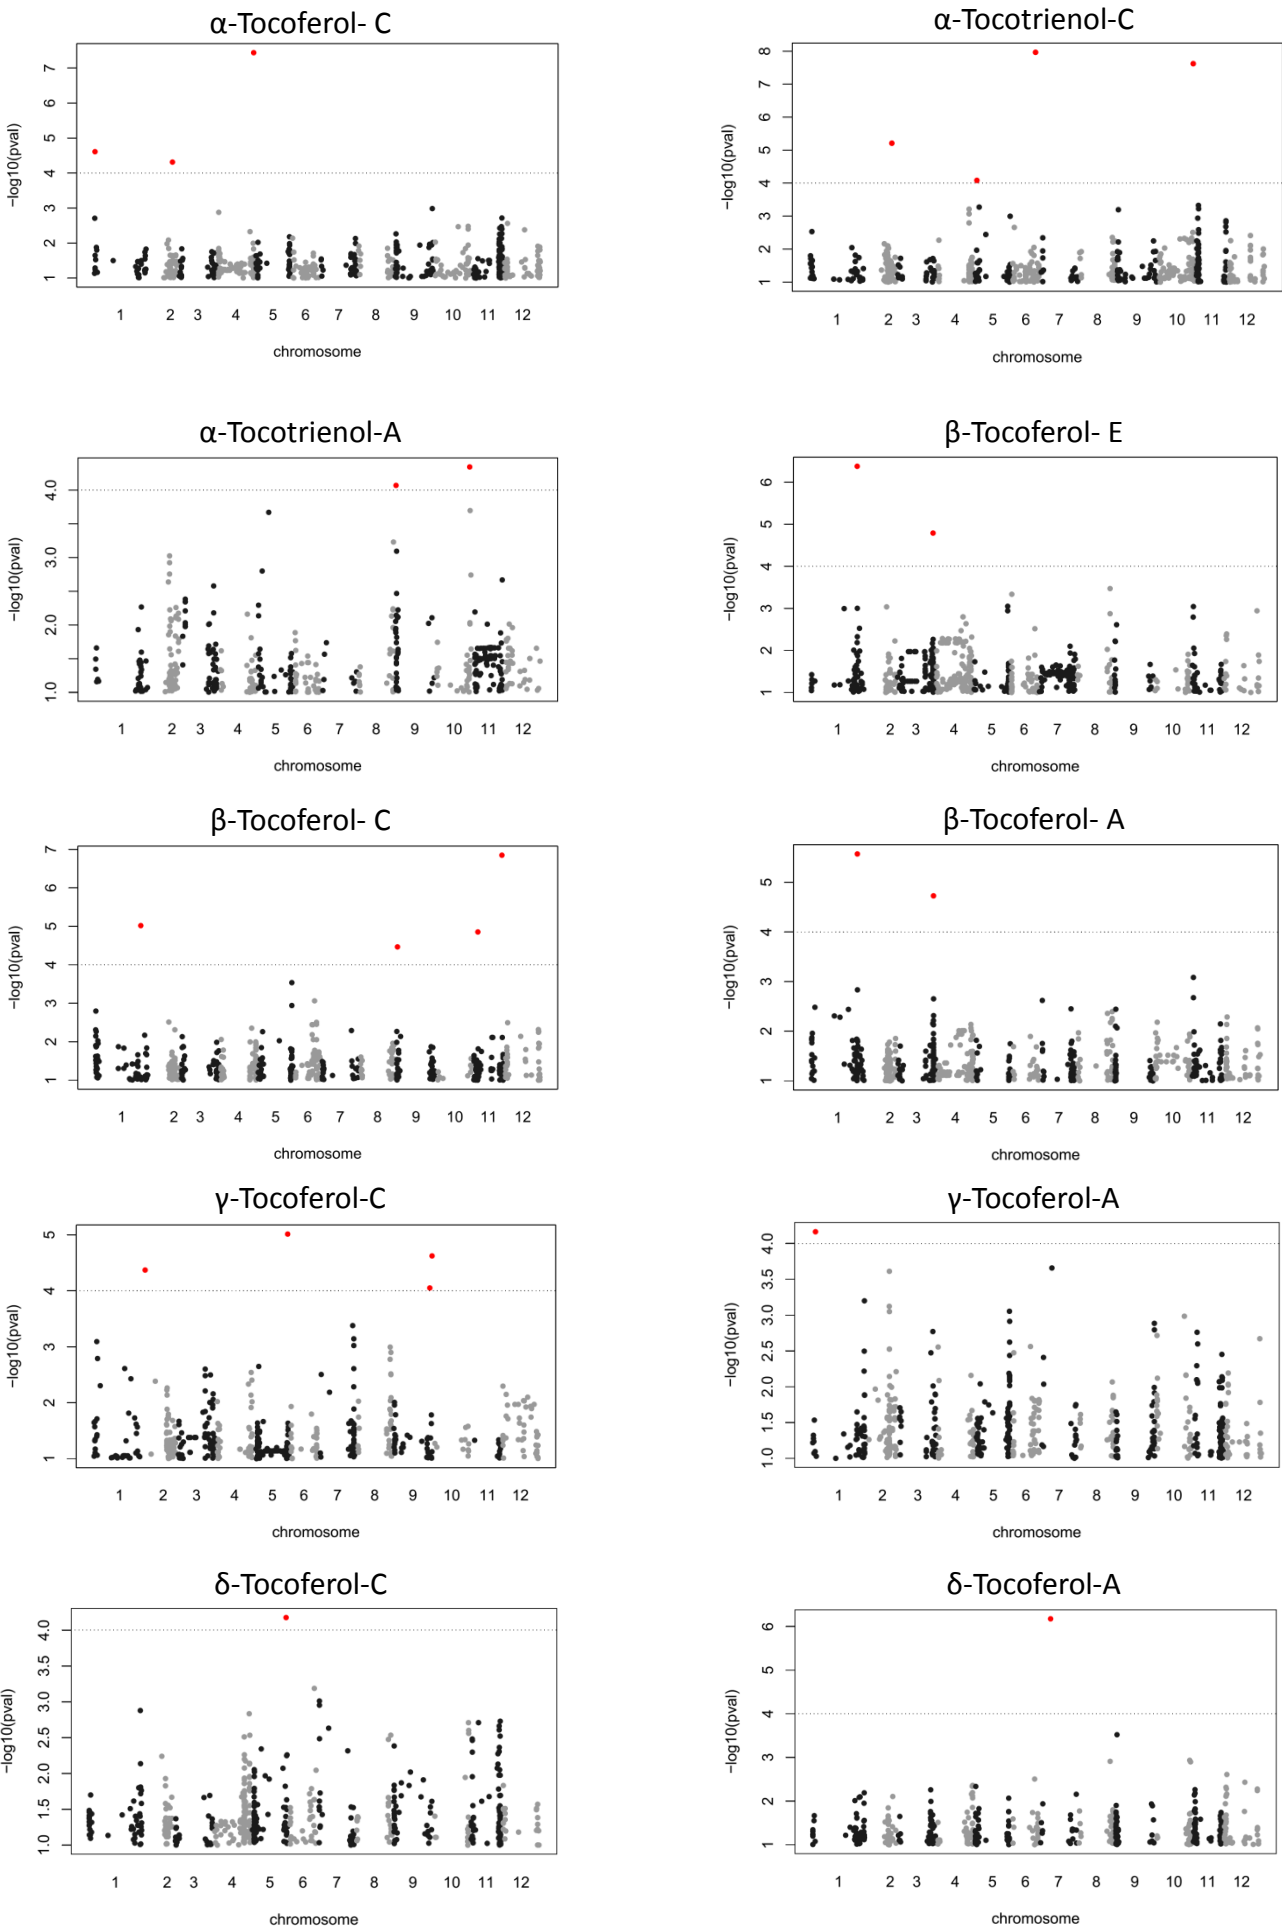 α-Tocoferol- C
7
6
5
4
3
2
1
−log10(pval)
1 2 3 4 5 6 7 8 9 10 11 12
chromosome
α-Tocotrienol-C
8
7
6
5
4
3
2
1
−log10(pval)
1 2 3 4 5 6 7 8 9 10 11 12
chromosome
α-Tocotrienol-A
4.0
3.0
2.0
1.0
−log10(pval)
1 2 3 4 5 6 7 8 9 10 11 12
chromosome
β-Tocoferol- E
6
5
4
3
2
1
−log10(pval)
1 2 3 4 5 6 7 8 9 10 11 12
chromosome
β-Tocoferol- C
7
6
5
4
3
2
1
−log10(pval)
1 2 3 4 5 6 7 8 9 10 11 12
chromosome
β-Tocoferol- A
5
4
3
2
1
−log10(pval)
1 2 3 4 5 6 7 8 9 10 11 12
chromosome
γ-Tocoferol-C
5
4
3
2
1
−log10(pval)
1 2 3 4 5 6 7 8 9 10 11 12
chromosome
γ-Tocoferol-A
4.0
3.5
3.0
2.5
2.0
1.5
1.0
−log10(pval)
1 2 3 4 5 6 7 8 9 10 11 12
chromosome
δ-Tocoferol-C
4.0
3.5
3.0
2.5
2.0
1.5
1.0
−log10(pval)
1 2 3 4 5 6 7 8 9 10 11 12
chromosome
δ-Tocoferol-A
6
5
4
3
2
1
−log10(pval)
1 2 3 4 5 6 7 8 9 10 11 12
chromosome